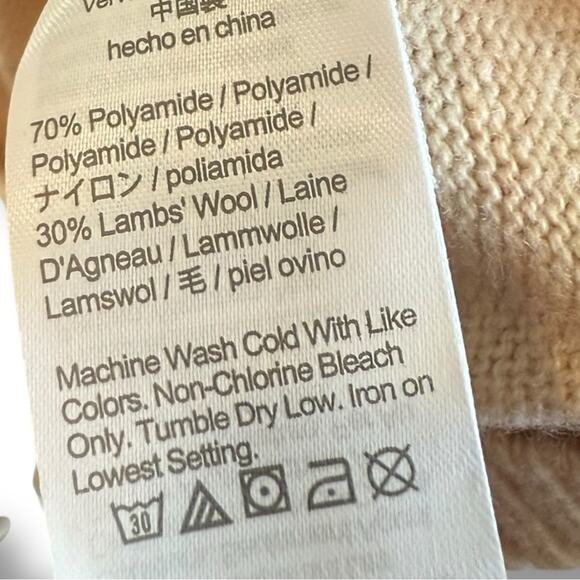 中国製
hecho en china
70% Polyamide / Polyamide /
Polyamide / Polyamide /
ナイロン / poliamida
30% Lambs' Wool / Laine
D'Agneau / Lammwolle /
Lamswol / 毛 / piel ovino
Machine Wash Cold With Like
Colors. Non-Chlorine Bleach
Only. Tumble Dry Low. Iron on
Lowest Setting.
30